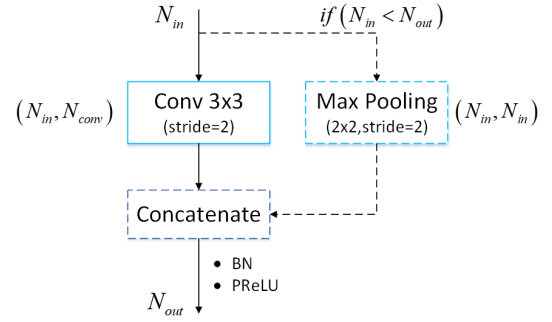 N_in
if (N_in < N_out)
(N_in, N_conv)
Conv 3x3
(stride=2)
Max Pooling
(2x2,stride=2)
(N_in, N_in)
Concatenate
• BN
• PReLU
N_out